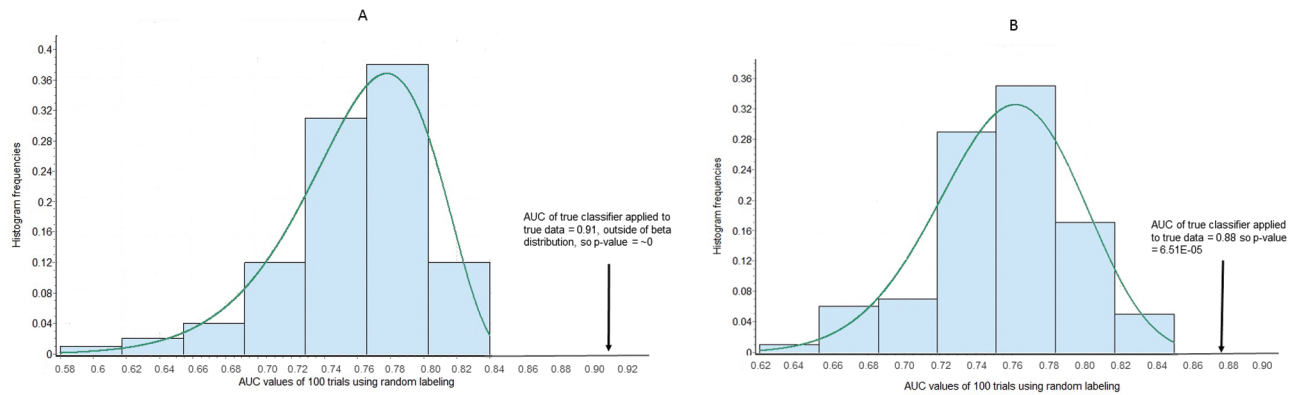 A
0.4
0.36
0.32
0.28
0.24
0.2
0.16
0.12
0.08
0.04
0
Histogram frequencies
AUC of true classifier applied to
true data = 0.91, outside of beta
distribution, so p-value = ~0
0.58 0.6 0.62 0.64 0.66 0.68 0.70 0.72 0.74 0.76 0.78 0.80 0.82 0.84 0.86 0.88 0.90 0.92
AUC values of 100 trials using random labeling
B
0.36
0.32
0.28
0.24
0.2
0.16
0.12
0.08
0.04
0
Histogram frequencies
AUC of true classifier applied
to true data = 0.88 so p-value
= 6.51E-05
0.62 0.64 0.66 0.68 0.70 0.72 0.74 0.76 0.78 0.80 0.82 0.84 0.86 0.88 0.90
AUC values of 100 trials using random labeling